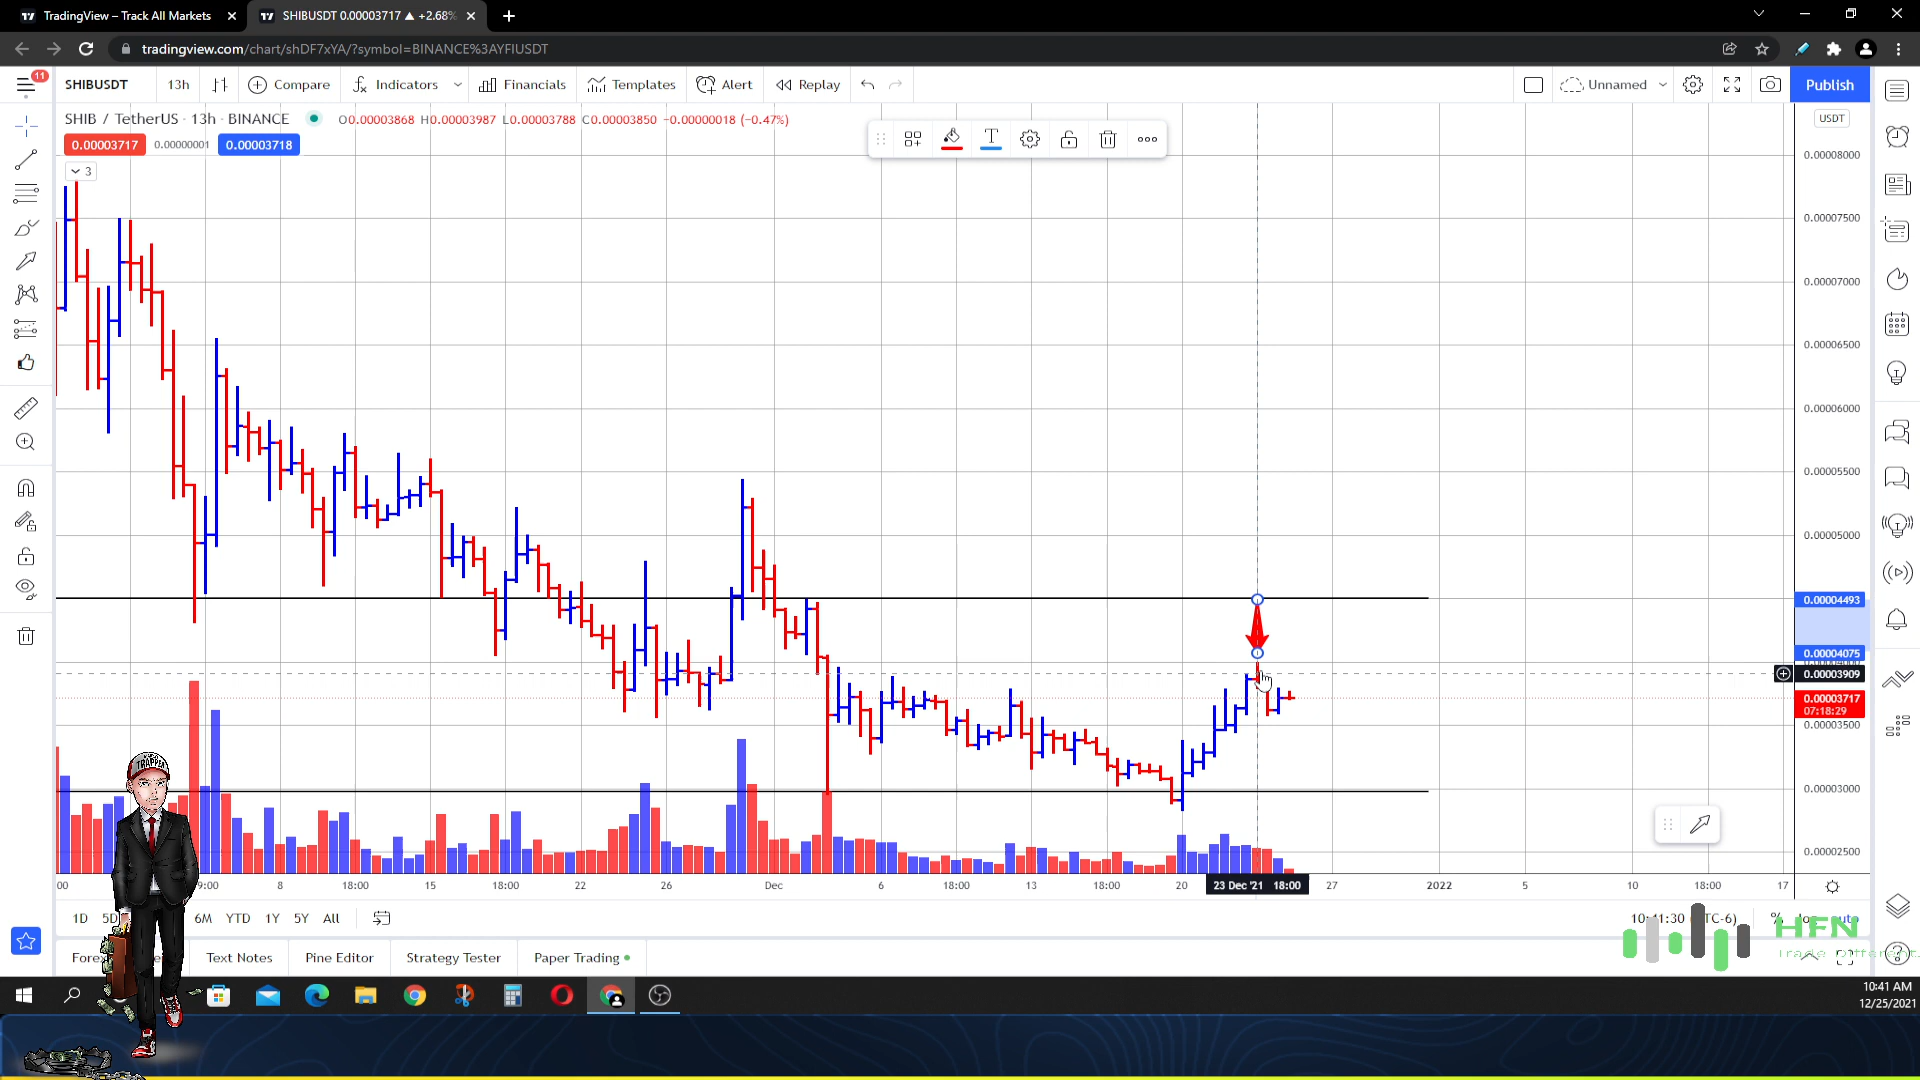 TradingView – Track All Markets
SHIBUSDT 0.00003717 ▲ +2.68%
tradingview.com/chart/shDF7xYA/?symbol=BINANCE%3AYFIUSDT
11
SHIBUSDT 13h Compare Indicators Financials Templates Alert Replay Unnamed Publish
SHIB / TetherUS · 13h · BINANCE O0.00003868 H0.00003987 L0.00003788 C0.00003850 −0.00000018 (−0.47%)
0.00003717 0.00000001 0.00003718
3
USDT
0.00008000
0.00007500
0.00007000
0.00006500
0.00006000
0.00005500
0.00005000
0.00004493
0.00004075
0.00003909
0.00003717
07:18:29
0.00003500
0.00003000
0.00002500
TRAPPER
00 9:00 8 18:00 15 18:00 22 26 Dec 6 18:00 13 18:00 20 23 Dec '21 18:00 27 2022 5 10 18:00 17
1D 5D 6M YTD 1Y 5Y All
%
auto
HFN
Text Notes Pine Editor Strategy Tester Paper Trading
10:41 AM
12/25/2021